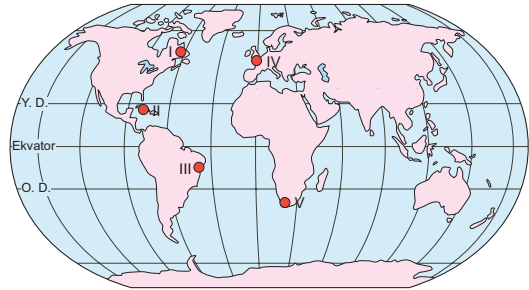 I
IV
Y. D.
II
Ekvator
III
O. D.
V